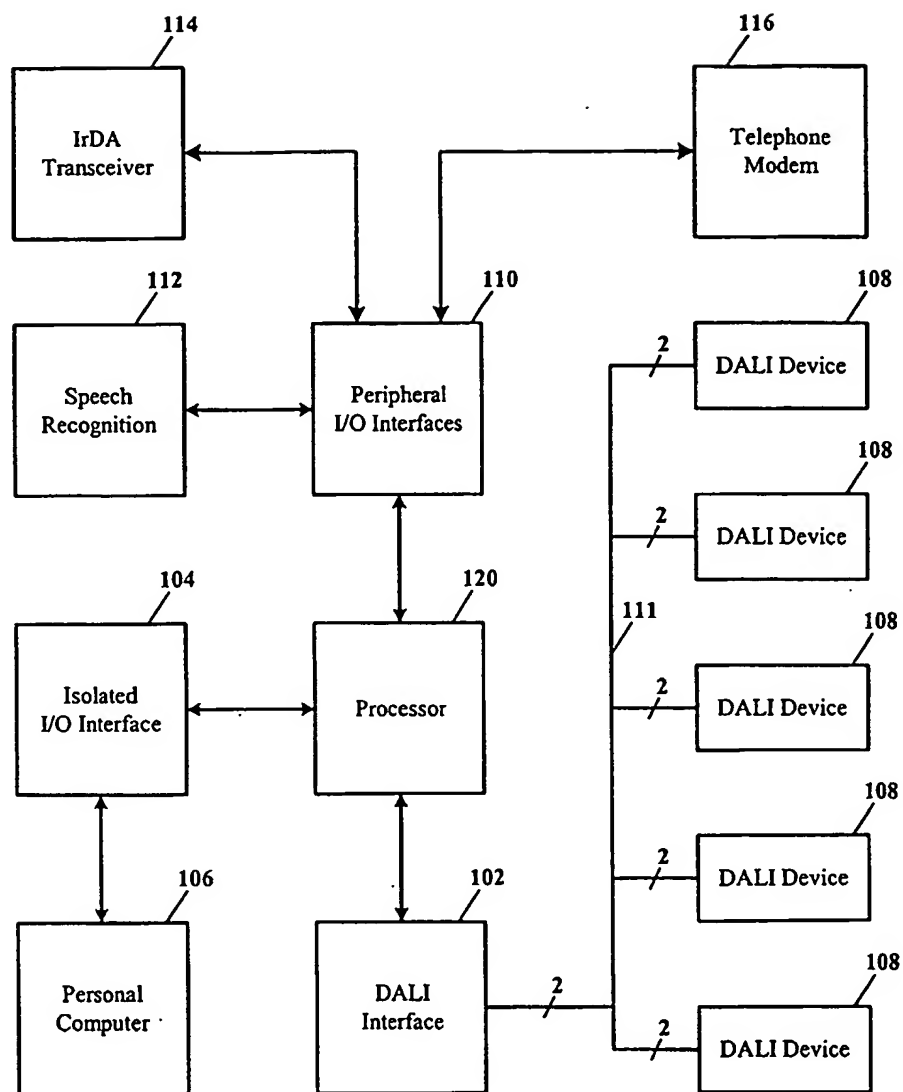 114
116
IrDA
Transceiver
Telephone
Modem
112
110
108
Speech
Recognition
Peripheral
I/O Interfaces
2
DALI Device
108
2
DALI Device
104
120
111
108
Isolated
I/O Interface
Processor
2
DALI Device
108
2
DALI Device
106
102
108
Personal
Computer
DALI
Interface
2
2
DALI Device